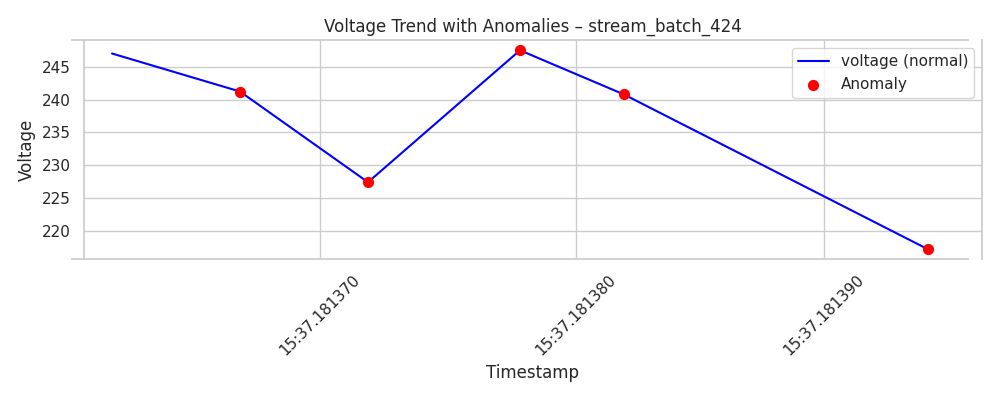 Voltage Trend with Anomalies – stream_batch_424
voltage (normal)
Anomaly
Voltage
245
240
235
230
225
220
15:37.181370
15:37.181380
15:37.181390
Timestamp